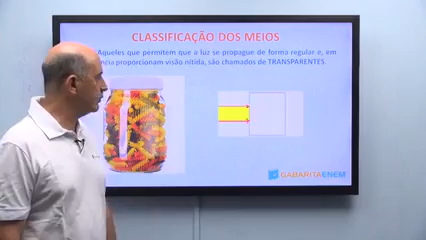 CLASSIFICAÇÃO DOS MEIOS
Aqueles que permitem que a luz se propague de forma regular e, em
proporcionam visão nítida, são chamados de TRANSPARENTES.
GABARITAENEM